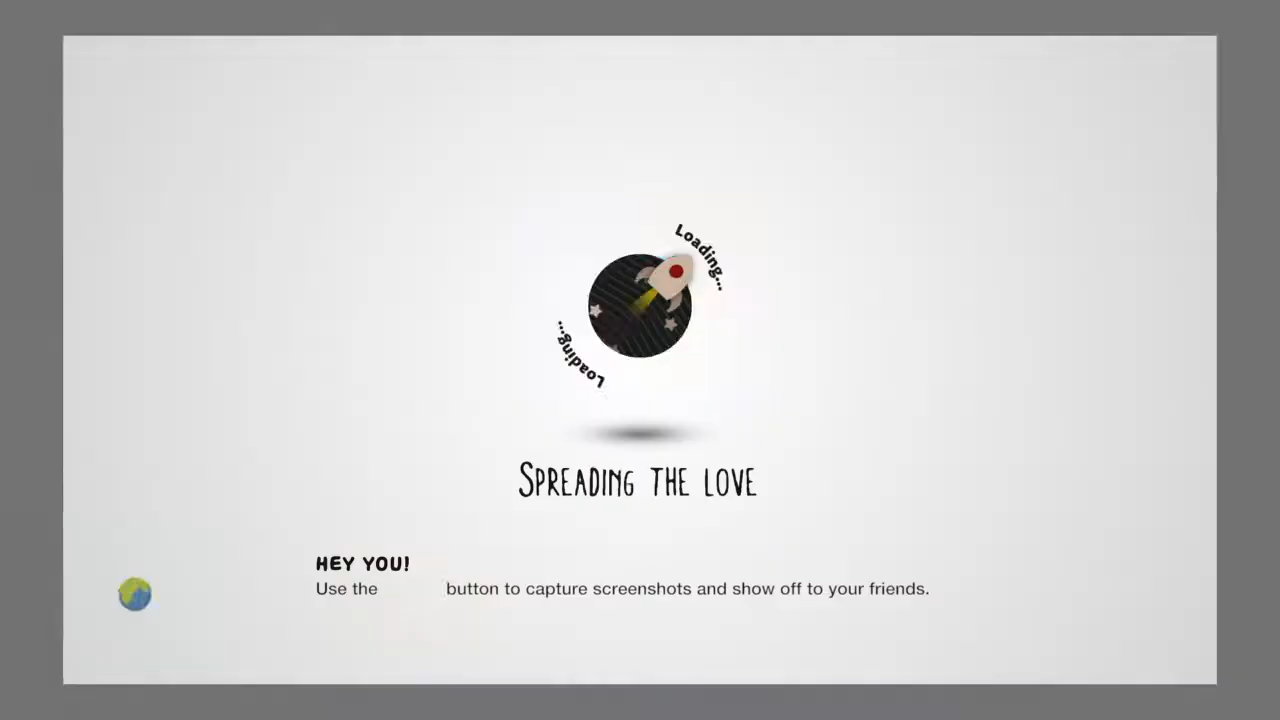 Loading...
Loading...
SPREADING THE LOVE
HEY YOU!
Use the button to capture screenshots and show off to your friends.